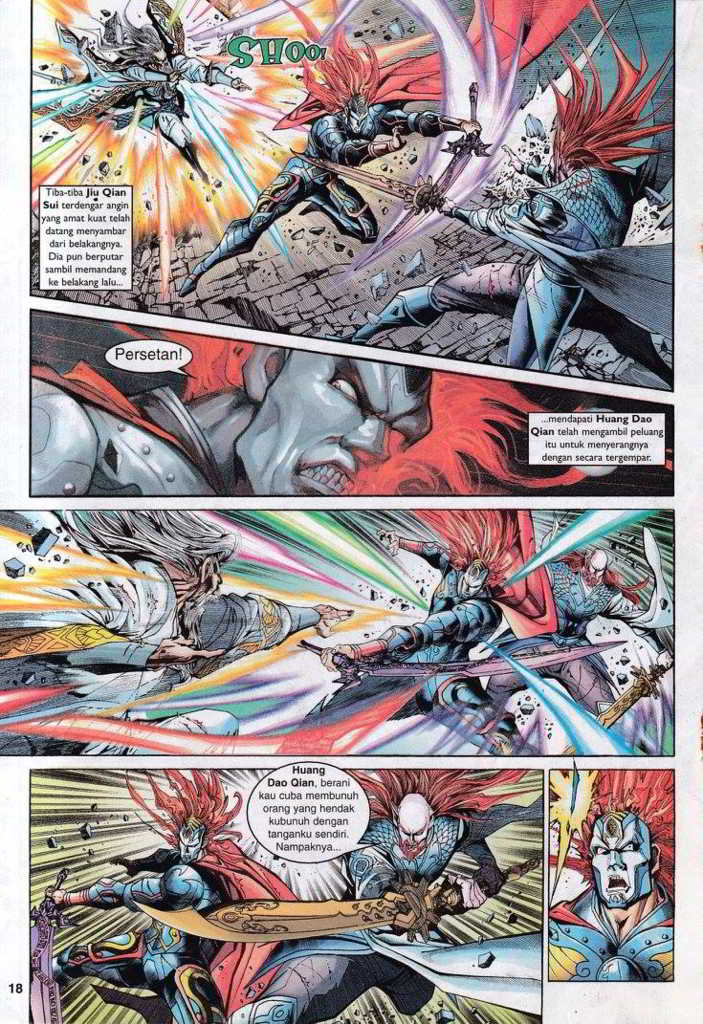 SHOO!
Tiba-tiba Jiu Qian
Sui terdengar angin
yang amat kuat telah
datang menyambar
dari belakangnya.
Dia pun berputar
sambil memandang
ke belakang lalu...
Persetan!
...mendapati Huang Dao
Qian telah mengambil peluang
itu untuk menyerangnya
dengan secara tergempar.
Huang
Dao Qian, berani
kau cuba membunuh
orang yang hendak
kubunuh dengan
tanganku sendiri.
Nampaknya...
18